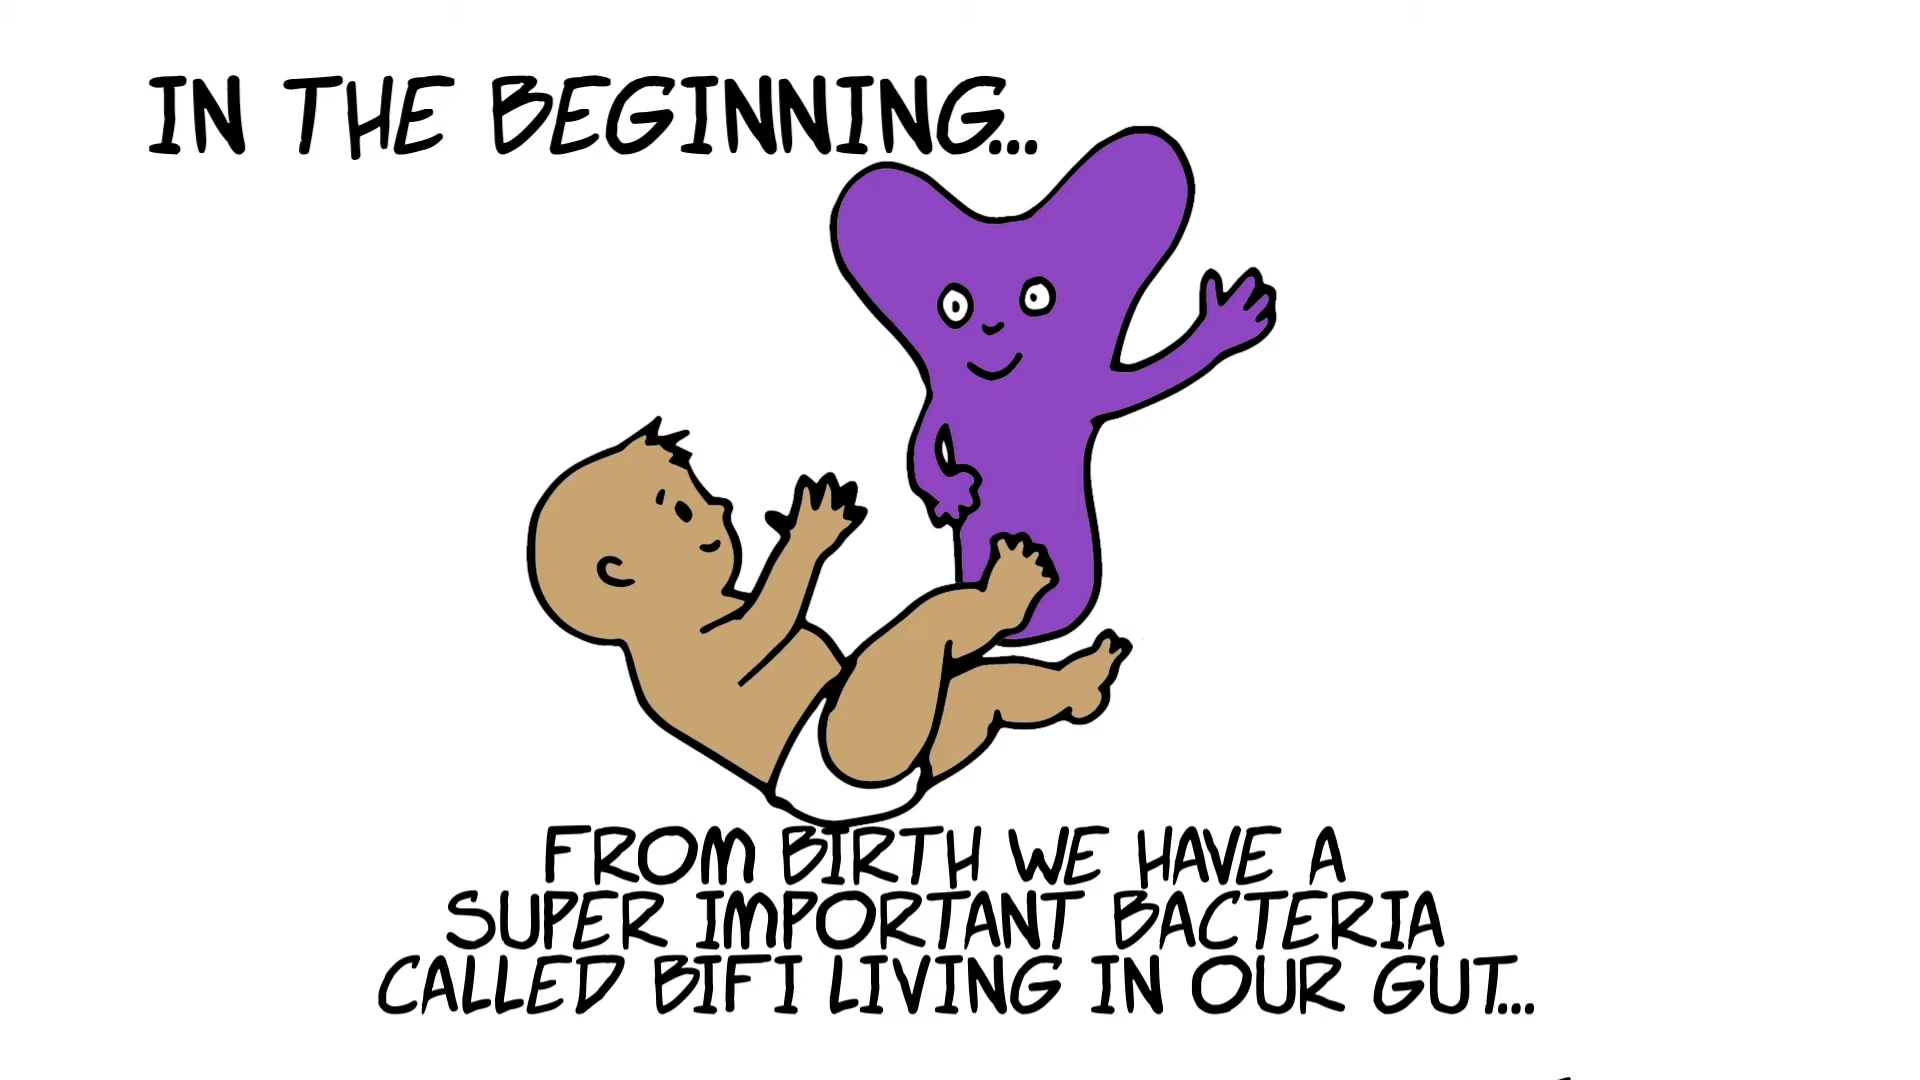 IN THE BEGINNING...
FROM BIRTH WE HAVE A
SUPER IMPORTANT BACTERIA
CALLED BIFI LIVING IN OUR GUT...